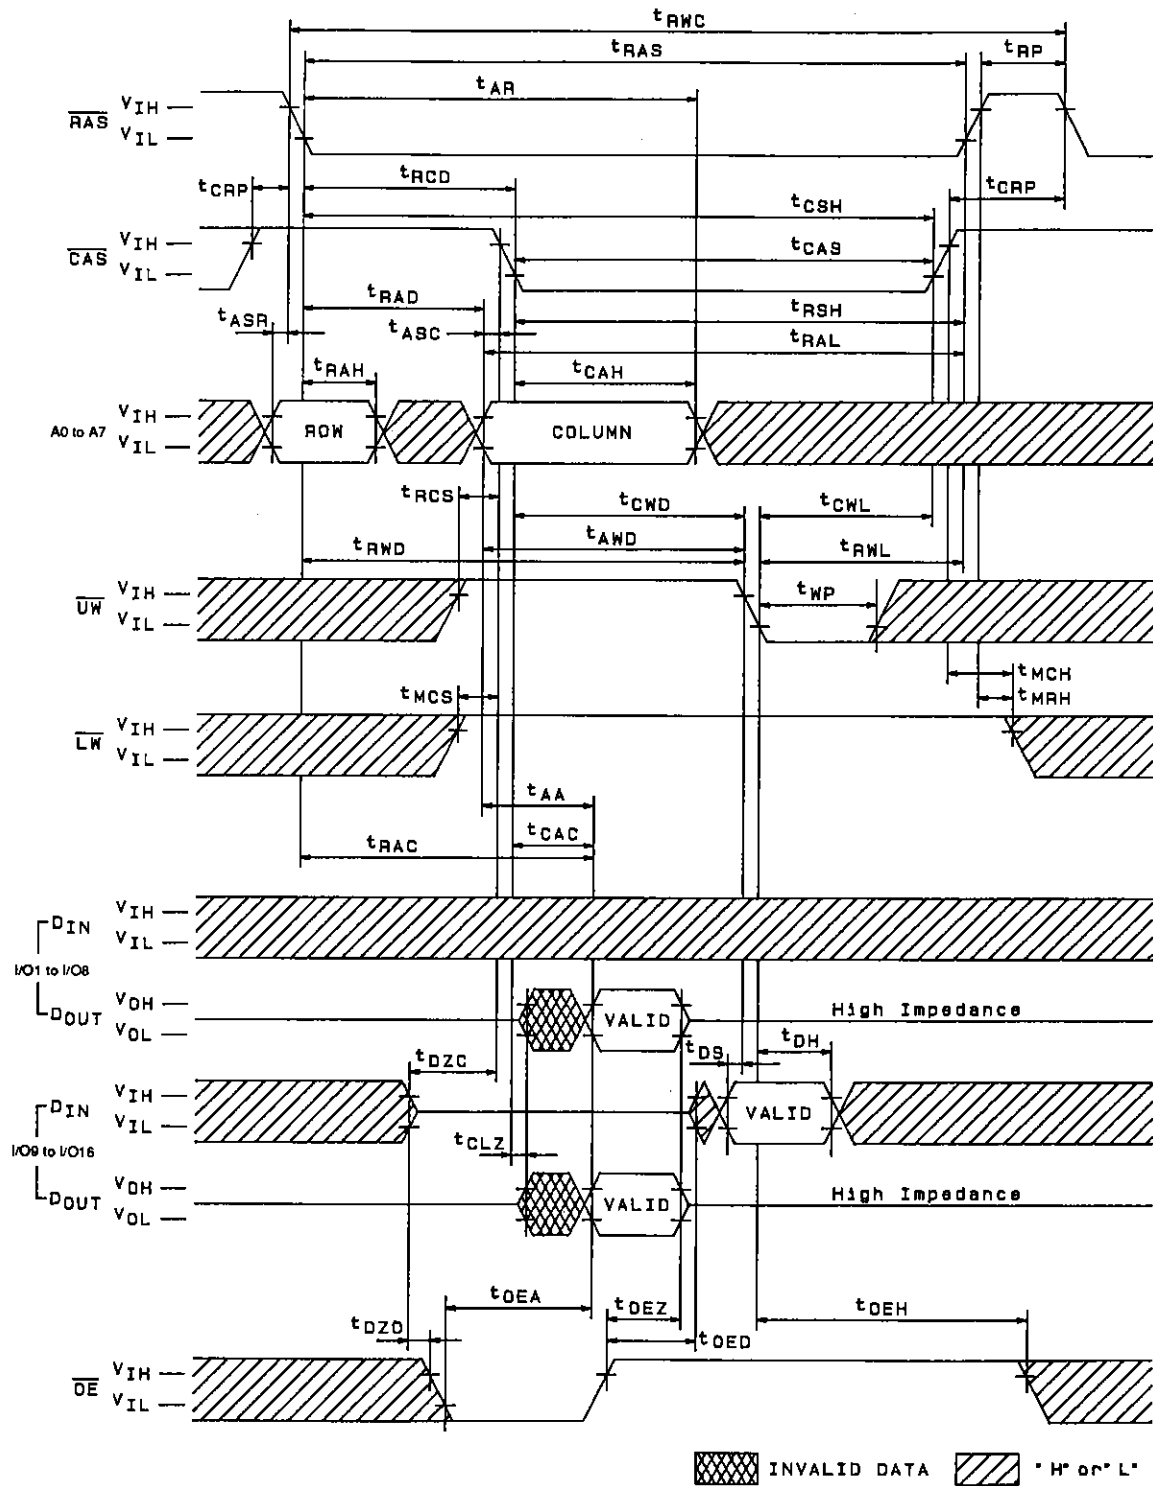 tRWC
tRAS
tRP
tAR
RAS VIH
VIL
tCRP
tRCD
tCRP
tCSH
CAS VIH
VIL
tCAS
tRAD
tRSH
tASR
tASC
tRAL
tRAH
tCAH
A0 to A7 VIH
VIL
ROW
COLUMN
tRCS
tCWD
tCWL
tAWD
tRWD
tRWL
UW VIH
VIL
tWP
tMCH
tMCS
tMRH
LW VIH
VIL
tAA
tCAC
tRAC
DIN VIH
VIL
I/O1 to I/O8
DOUT VOH
VOL
VALID
High Impedance
tDS
tDH
tDZC
DIN VIH
VIL
VALID
I/O9 to I/O16
tCLZ
DOUT VOH
VOL
VALID
High Impedance
tOEA
tOEZ
tOEH
tDZO
tOED
OE VIH
VIL
INVALID DATA
"H" or "L"